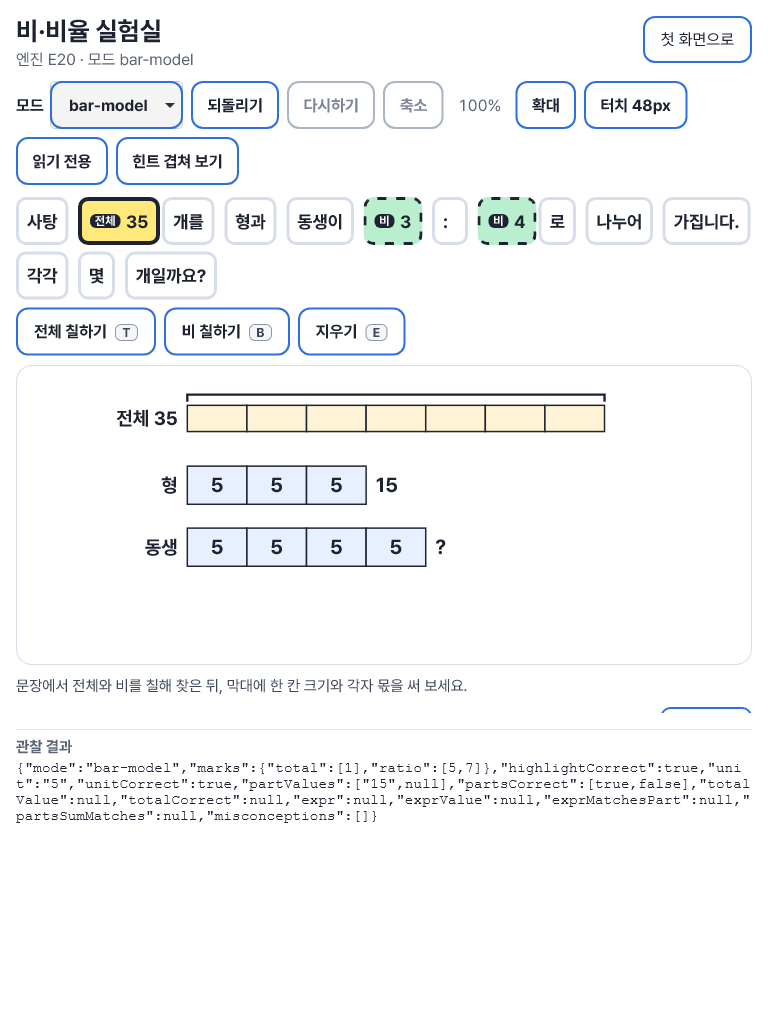 비·비율 실험실
엔진 E20 · 모드 bar-model
첫 화면으로
모드 bar-model 되돌리기 다시하기 축소 100% 확대 터치 48px
읽기 전용 힌트 겹쳐 보기
사탕 전체 35 개를 형과 동생이 비 3 : 비 4 로 나누어 가집니다.
각각 몇 개일까요?
전체 칠하기 T 비 칠하기 B 지우기 E
전체 35
형 5 5 5 15
동생 5 5 5 5 ?
문장에서 전체와 비를 칠해 찾은 뒤, 막대에 한 칸 크기와 각자 몫을 써 보세요.
관찰 결과
{"mode":"bar-model","marks":{"total":[1],"ratio":[5,7]},"highlightCorrect":true,"uni
t":"5","unitCorrect":true,"partValues":["15",null],"partsCorrect":[true,false],"total
Value":null,"totalCorrect":null,"expr":null,"exprValue":null,"exprMatchesPart":null,"
partsSumMatches":null,"misconceptions":[]}